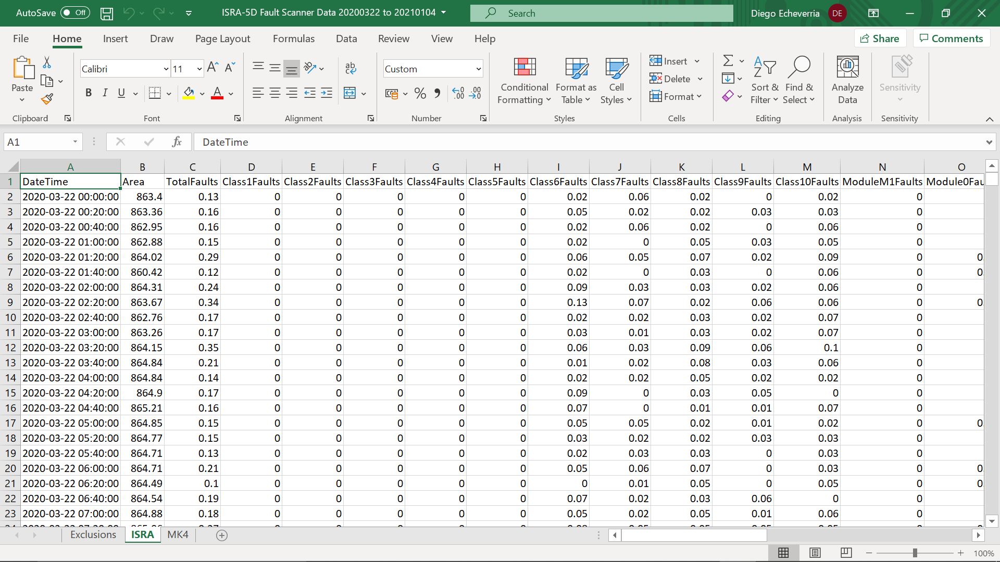 AutoSave Off ISRA-5D Fault Scanner Data 20200322 to 20210104 Search Diego Echeverria DE
File Home Insert Draw Page Layout Formulas Data Review View Help Share Comments
Paste Calibri 11 Custom Conditional Formatting Format as Table Cell Styles Insert Delete Format Sort & Filter Find & Select Analyze Data Sensitivity
Clipboard Font Alignment Number Styles Cells Editing Analysis Sensitivity
A1 fx DateTime
A B C D E F G H I J K L M N O
1 DateTime Area TotalFaults Class1Faults Class2Faults Class3Faults Class4Faults Class5Faults Class6Faults Class7Faults Class8Faults Class9Faults Class10Faults ModuleM1Faults Module0Fau
2 2020-03-22 00:00:00 863.4 0.13 0 0 0 0 0 0.02 0.06 0.02 0 0.02 0
3 2020-03-22 00:20:00 863.36 0.16 0 0 0 0 0 0.05 0.02 0.02 0.03 0.03 0
4 2020-03-22 00:40:00 862.95 0.16 0 0 0 0 0 0.02 0.06 0.02 0 0.06 0
5 2020-03-22 01:00:00 862.88 0.15 0 0 0 0 0 0.02 0 0.05 0.03 0.05 0
6 2020-03-22 01:20:00 864.02 0.29 0 0 0 0 0 0.06 0.05 0.07 0.02 0.09 0 0.
7 2020-03-22 01:40:00 860.42 0.12 0 0 0 0 0 0.02 0 0.03 0 0.06 0 0.
8 2020-03-22 02:00:00 864.31 0.24 0 0 0 0 0 0.09 0.03 0.03 0.02 0.06 0
9 2020-03-22 02:20:00 863.67 0.34 0 0 0 0 0 0.13 0.07 0.02 0.06 0.06 0 0.
10 2020-03-22 02:40:00 862.76 0.17 0 0 0 0 0 0.02 0.02 0.03 0.02 0.07 0
11 2020-03-22 03:00:00 863.26 0.17 0 0 0 0 0 0.03 0.01 0.03 0.02 0.07 0
12 2020-03-22 03:20:00 864.15 0.35 0 0 0 0 0 0.06 0.03 0.09 0.06 0.1 0
13 2020-03-22 03:40:00 864.84 0.21 0 0 0 0 0 0.01 0.02 0.08 0.03 0.06 0
14 2020-03-22 04:00:00 864.84 0.14 0 0 0 0 0 0.02 0.02 0.05 0.02 0.02 0
15 2020-03-22 04:20:00 864.9 0.17 0 0 0 0 0 0.09 0 0.03 0.05 0 0
16 2020-03-22 04:40:00 865.21 0.16 0 0 0 0 0 0.07 0 0.01 0.01 0.07 0
17 2020-03-22 05:00:00 864.85 0.15 0 0 0 0 0 0.05 0.05 0.02 0.01 0.02 0 0.
18 2020-03-22 05:20:00 864.77 0.15 0 0 0 0 0 0.03 0.02 0.02 0.03 0.03 0
19 2020-03-22 05:40:00 864.71 0.13 0 0 0 0 0 0.02 0.03 0.03 0 0.03 0
20 2020-03-22 06:00:00 864.71 0.21 0 0 0 0 0 0.05 0.06 0.07 0 0.03 0 0.
21 2020-03-22 06:20:00 864.49 0.1 0 0 0 0 0 0 0.01 0.05 0 0.05 0 0.
22 2020-03-22 06:40:00 864.54 0.19 0 0 0 0 0 0.07 0.02 0.03 0.06 0 0
23 2020-03-22 07:00:00 864.88 0.18 0 0 0 0 0 0.05 0.02 0.05 0.01 0.06 0
Exclusions ISRA MK4
100%